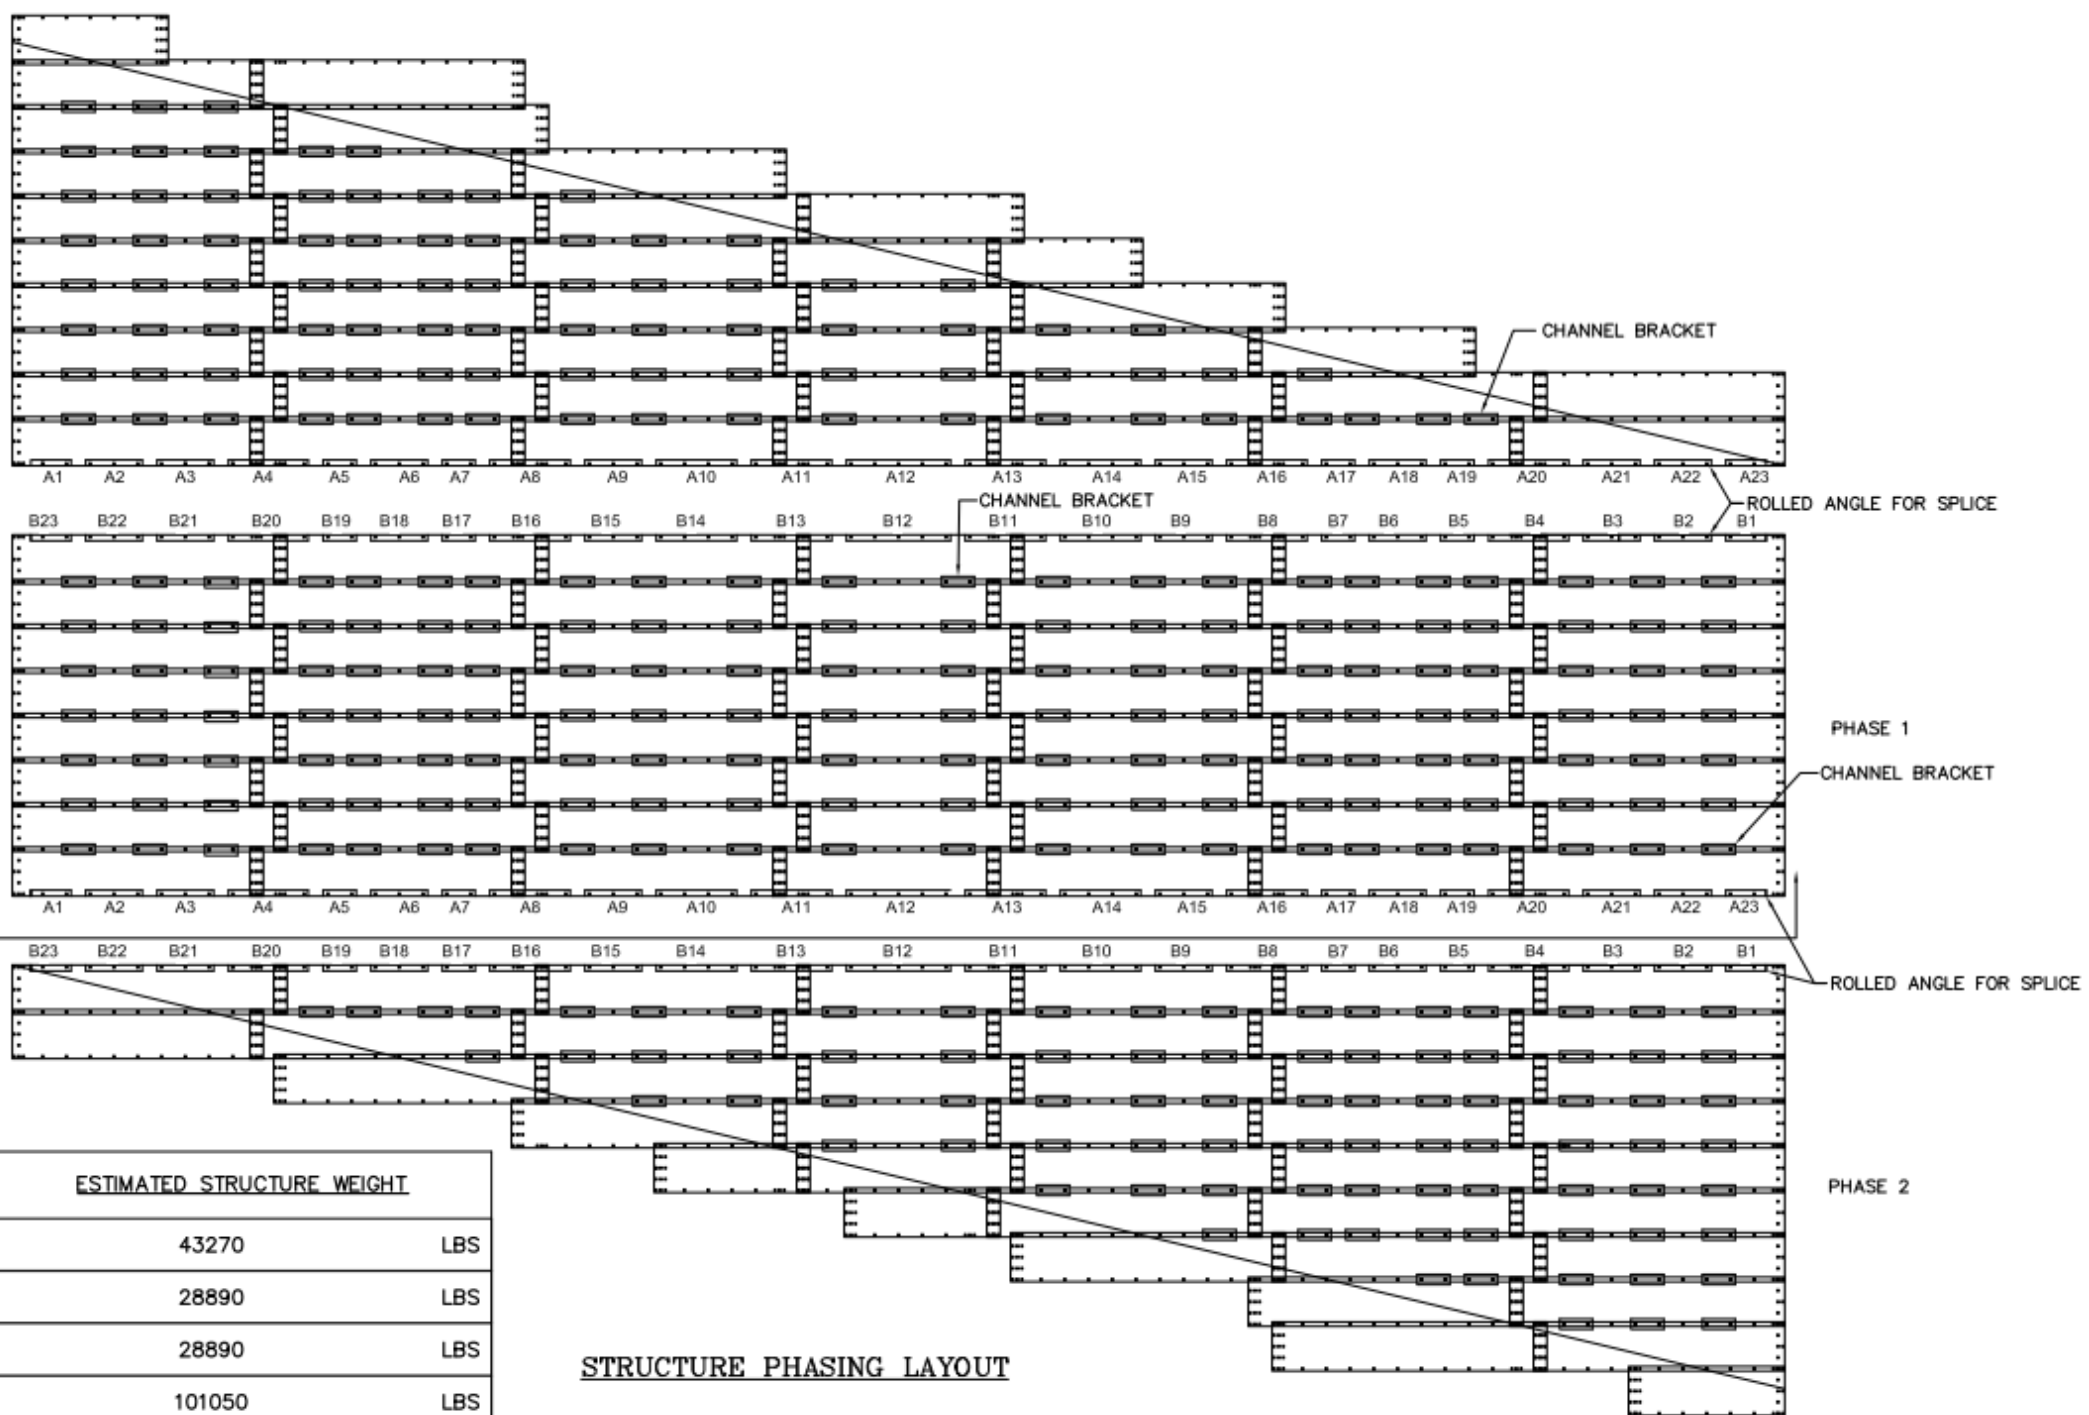 CHANNEL BRACKET
A1 A2 A3 A4 A5 A6 A7 A8 A9 A10 A11 A12 A13 A14 A15 A16 A17 A18 A19 A20 A21 A22 A23
CHANNEL BRACKET
ROLLED ANGLE FOR SPLICE
B23 B22 B21 B20 B19 B18 B17 B16 B15 B14 B13 B12 B11 B10 B9 B8 B7 B6 B5 B4 B3 B2 B1
PHASE 1
CHANNEL BRACKET
A1 A2 A3 A4 A5 A6 A7 A8 A9 A10 A11 A12 A13 A14 A15 A16 A17 A18 A19 A20 A21 A22 A23
B23 B22 B21 B20 B19 B18 B17 B16 B15 B14 B13 B12 B11 B10 B9 B8 B7 B6 B5 B4 B3 B2 B1
ROLLED ANGLE FOR SPLICE
PHASE 2
ESTIMATED STRUCTURE WEIGHT
43270 LBS
28890 LBS
28890 LBS
101050 LBS
STRUCTURE PHASING LAYOUT